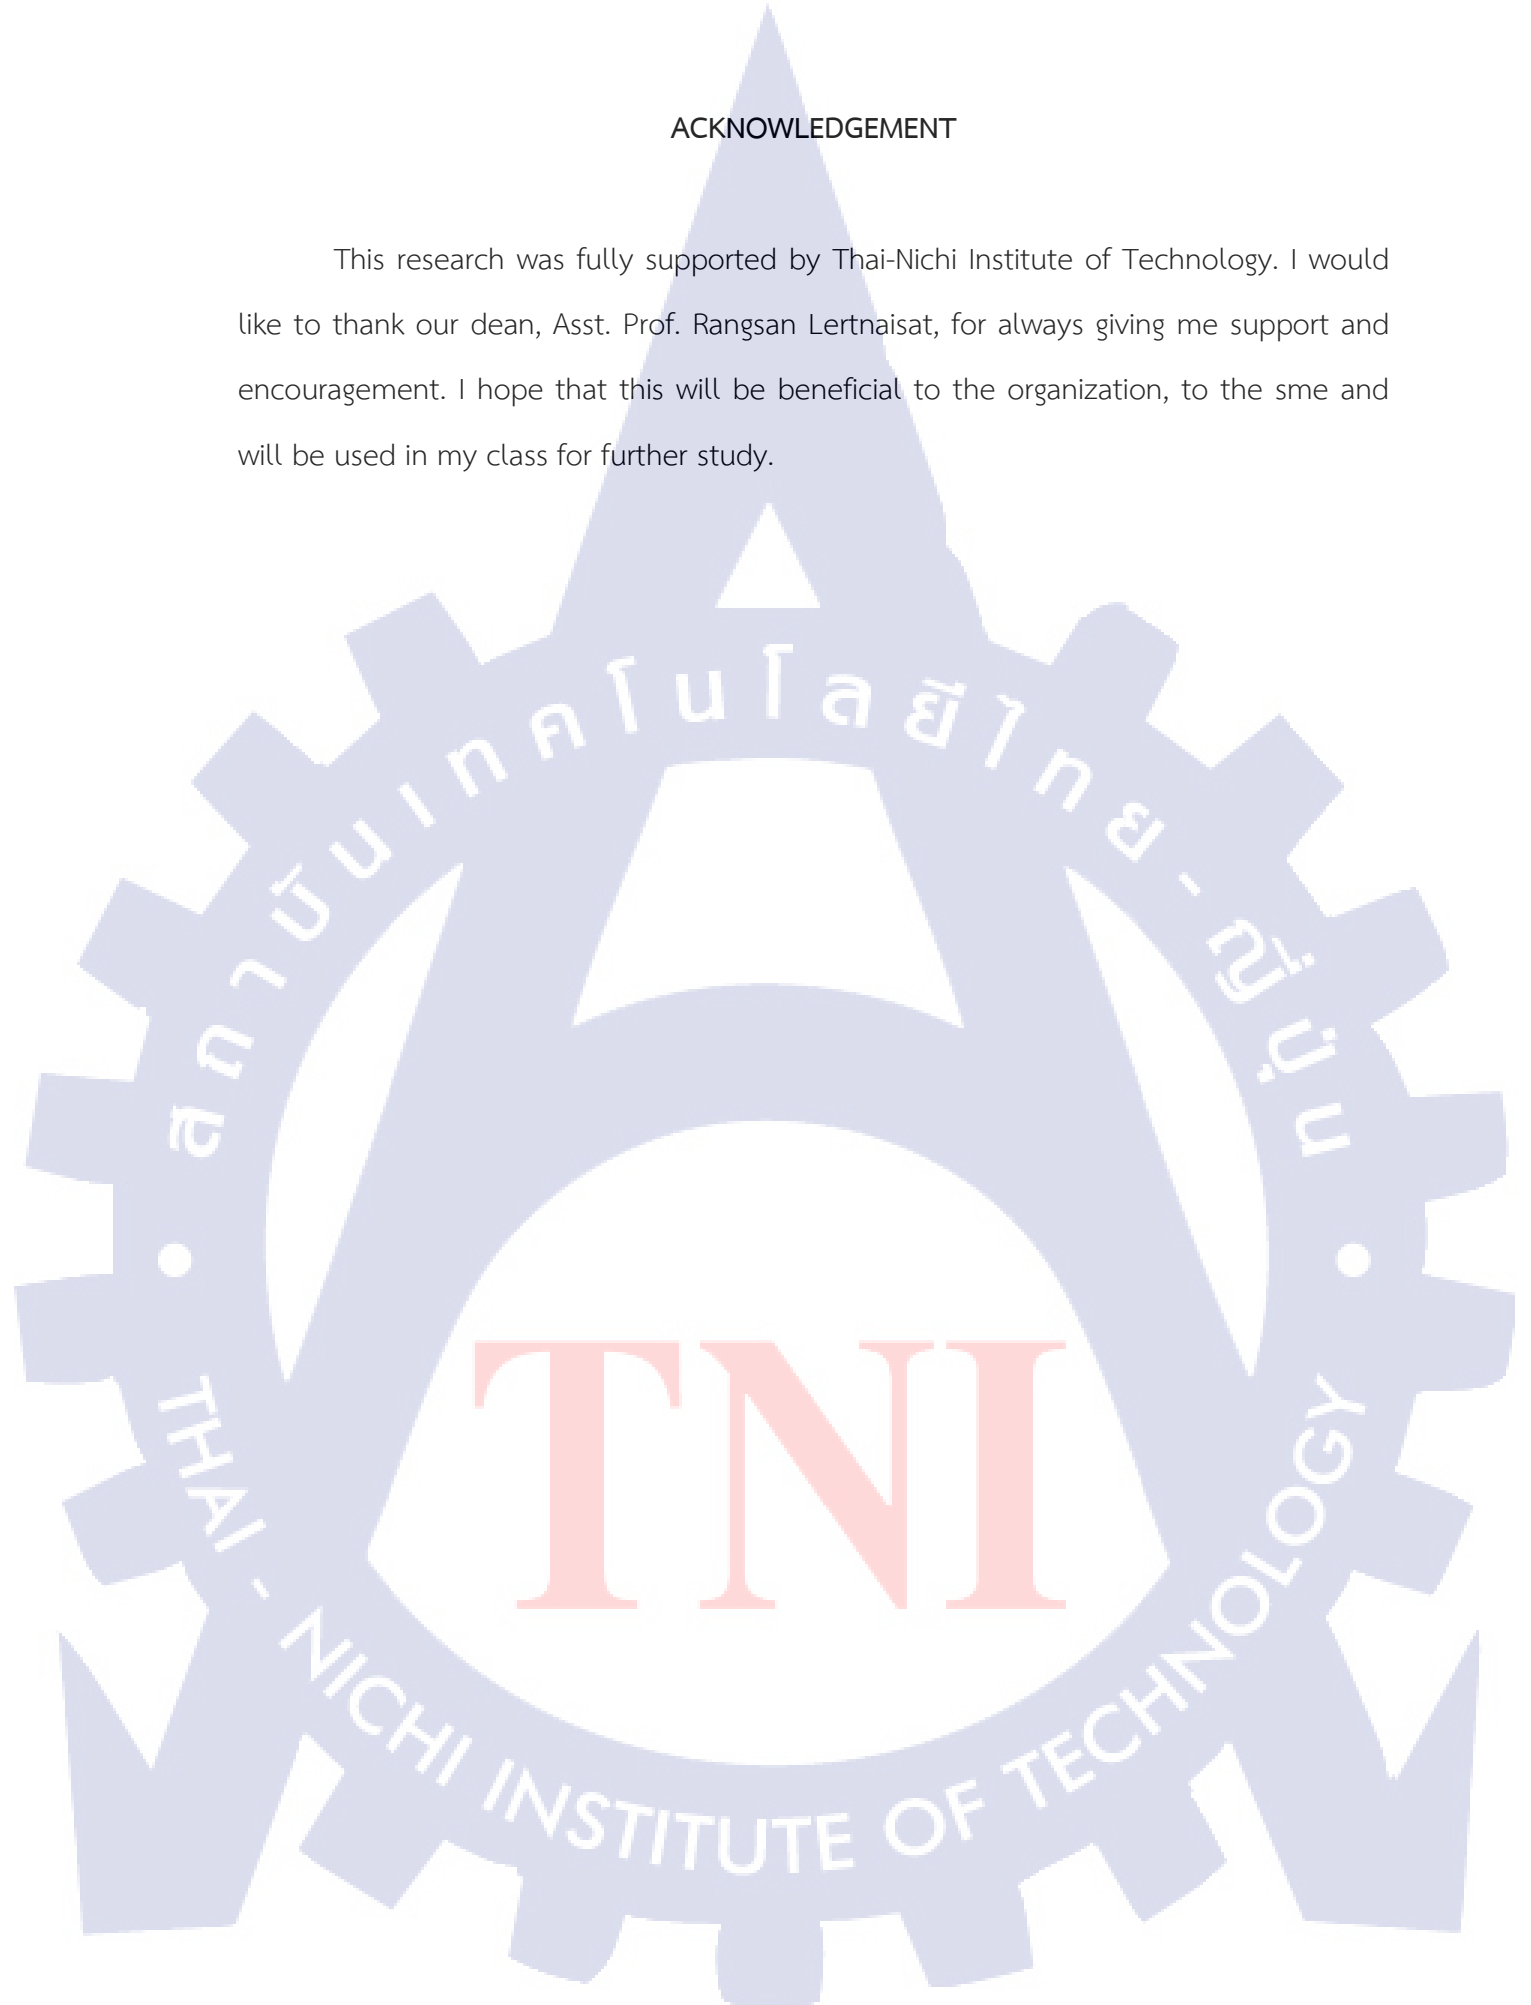 ACKNOWLEDGEMENT
This research was fully supported by Thai-Nichi Institute of Technology. I would
like to thank our dean, Asst. Prof. Rangsan Lertnaisat, for always giving me support and
encouragement. I hope that this will be beneficial to the organization, to the sme and
will be used in my class for further study.
สถาบันเทคโนโลยีไทย - ญี่ปุ่น
TNI
THAI - NICHI INSTITUTE OF TECHNOLOGY